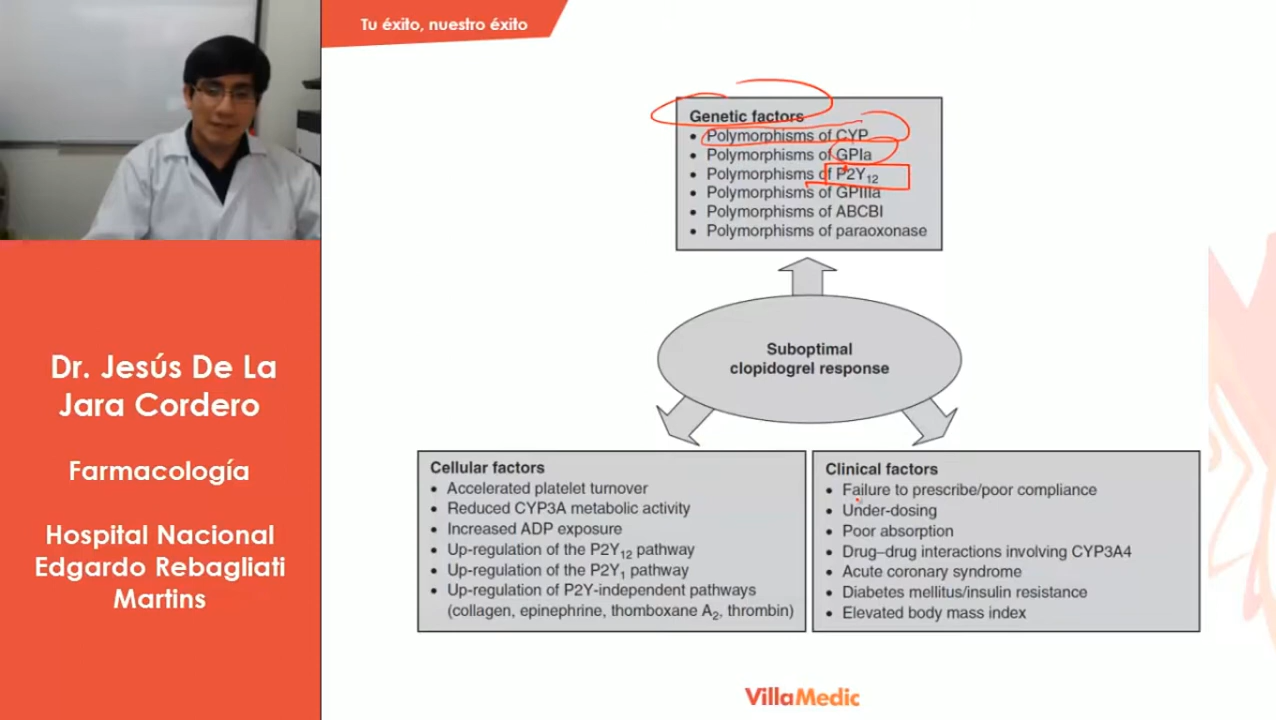 Tu éxito, nuestro éxito
Genetic factors
• Polymorphisms of CYP
• Polymorphisms of GPIa
• Polymorphisms of P2Y₁₂
• Polymorphisms of GPIIIa
• Polymorphisms of ABCBI
• Polymorphisms of paraoxonase
Suboptimal
clopidogrel response
Cellular factors
• Accelerated platelet turnover
• Reduced CYP3A metabolic activity
• Increased ADP exposure
• Up-regulation of the P2Y₁₂ pathway
• Up-regulation of the P2Y₁ pathway
• Up-regulation of P2Y-independent pathways
(collagen, epinephrine, thomboxane A₂, thrombin)
Clinical factors
• Failure to prescribe/poor compliance
• Under-dosing
• Poor absorption
• Drug–drug interactions involving CYP3A4
• Acute coronary syndrome
• Diabetes mellitus/insulin resistance
• Elevated body mass index
Dr. Jesús De La
Jara Cordero
Farmacología
Hospital Nacional
Edgardo Rebagliati
Martins
VillaMedic